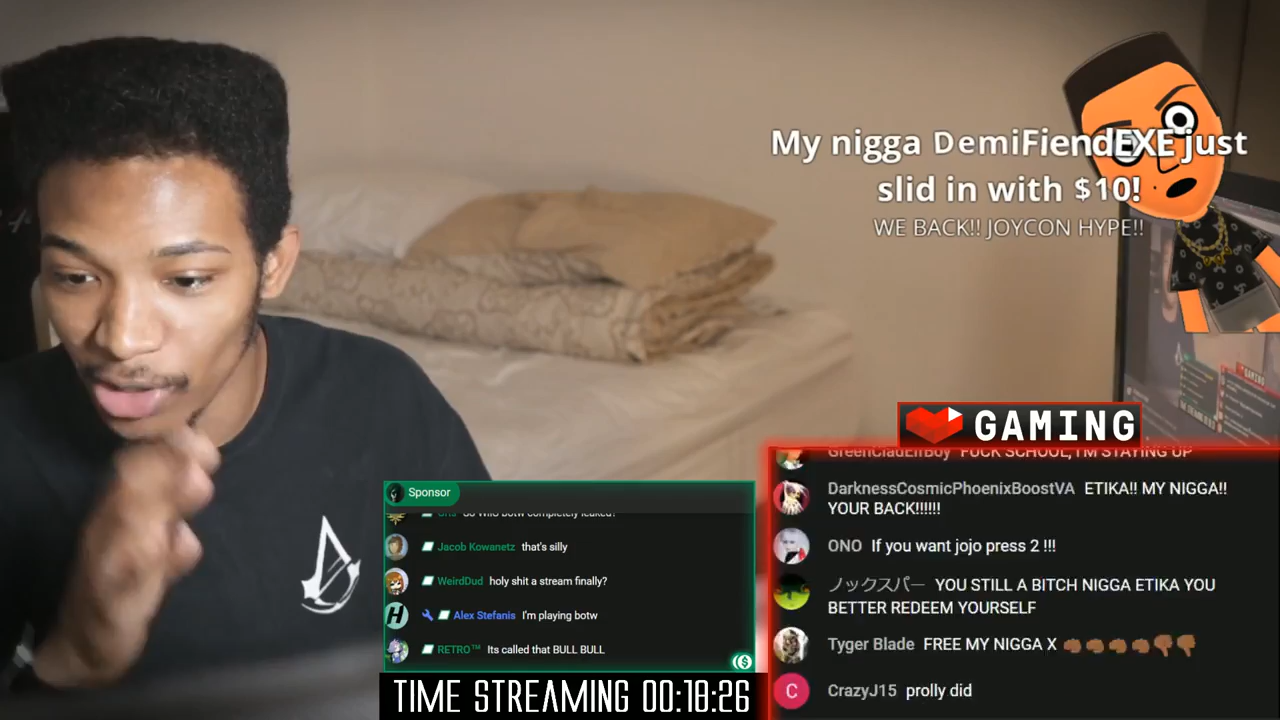 My nigga DemiFiendEXE just
slid in with $10!
WE BACK!! JOYCON HYPE!!
GAMING
GreenCladElfBoy FUCK SCHOOL, I'M STAYING UP
DarknessCosmicPhoenixBoostVA ETIKA!! MY NIGGA!!
YOUR BACK!!!!!!
ONO If you want jojo press 2 !!!
ノックスパー YOU STILL A BITCH NIGGA ETIKA YOU
BETTER REDEEM YOURSELF
Tyger Blade FREE MY NIGGA X
CrazyJ15 prolly did
Sponsor
So who botw completely leaked?
Jacob Kowanetz that's silly
WeirdDud holy shit a stream finally?
Alex Stefanis I'm playing botw
RETRO™ Its called that BULL BULL
TIME STREAMING 00:18:26